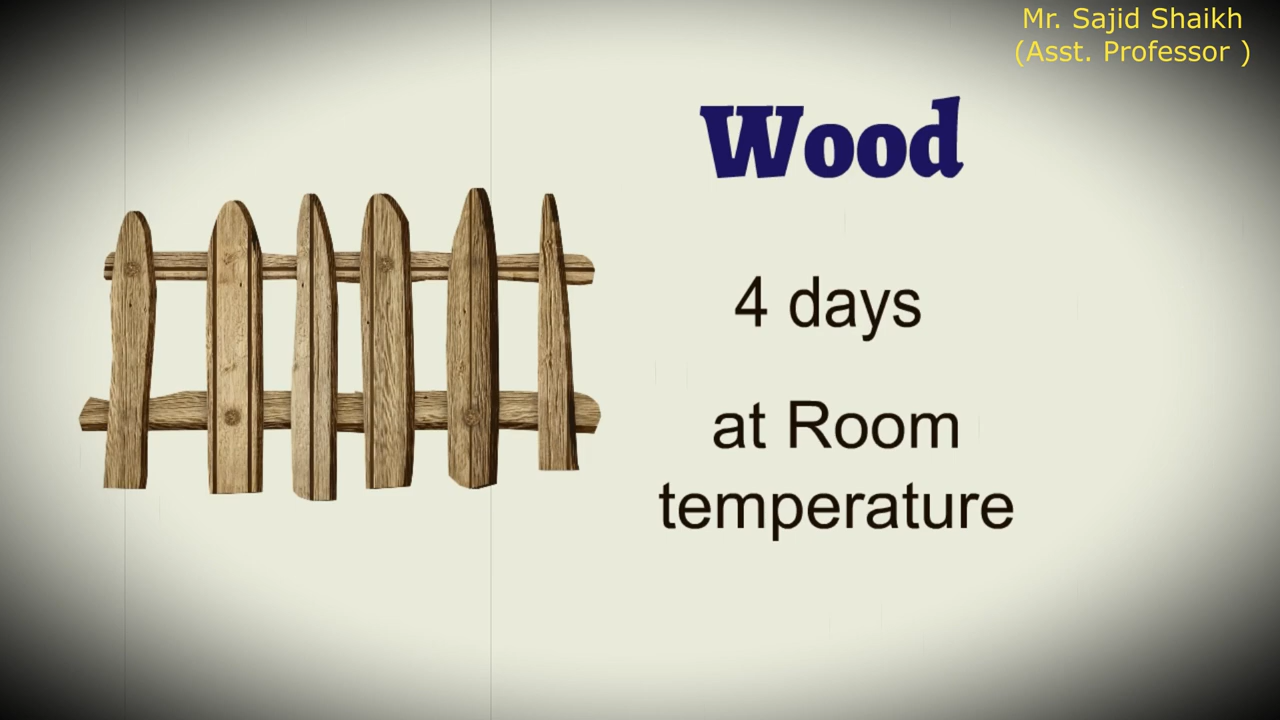 Mr. Sajid Shaikh
(Asst. Professor )
Wood
4 days
at Room
temperature